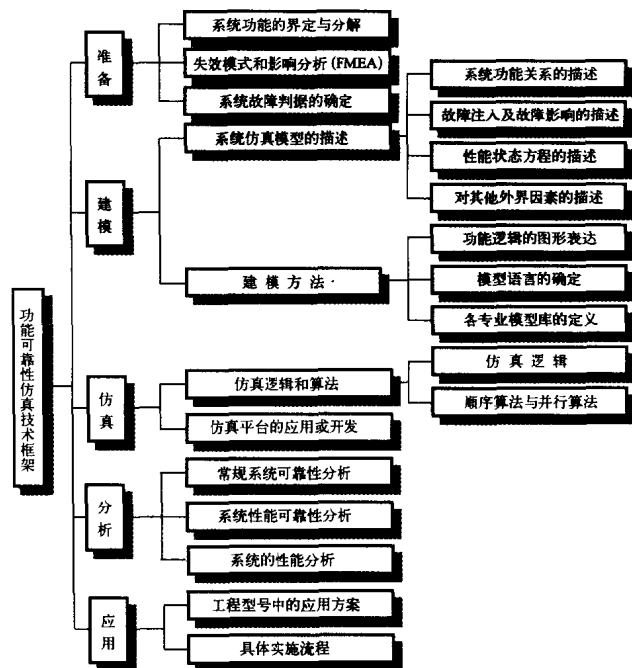 功能可靠性仿真技术框架
准备
系统功能的界定与分解
失效模式和影响分析(FMEA)
系统故障判据的确定
建模
系统仿真模型的描述
系统功能关系的描述
故障注入及故障影响的描述
性能状态方程的描述
对其他外界因素的描述
建模方法
功能逻辑的图形表达
模型语言的确定
各专业模型库的定义
仿真
仿真逻辑和算法
仿真逻辑
顺序算法与并行算法
仿真平台的应用或开发
分析
常规系统可靠性分析
系统性能可靠性分析
系统的性能分析
应用
工程型号中的应用方案
具体实施流程